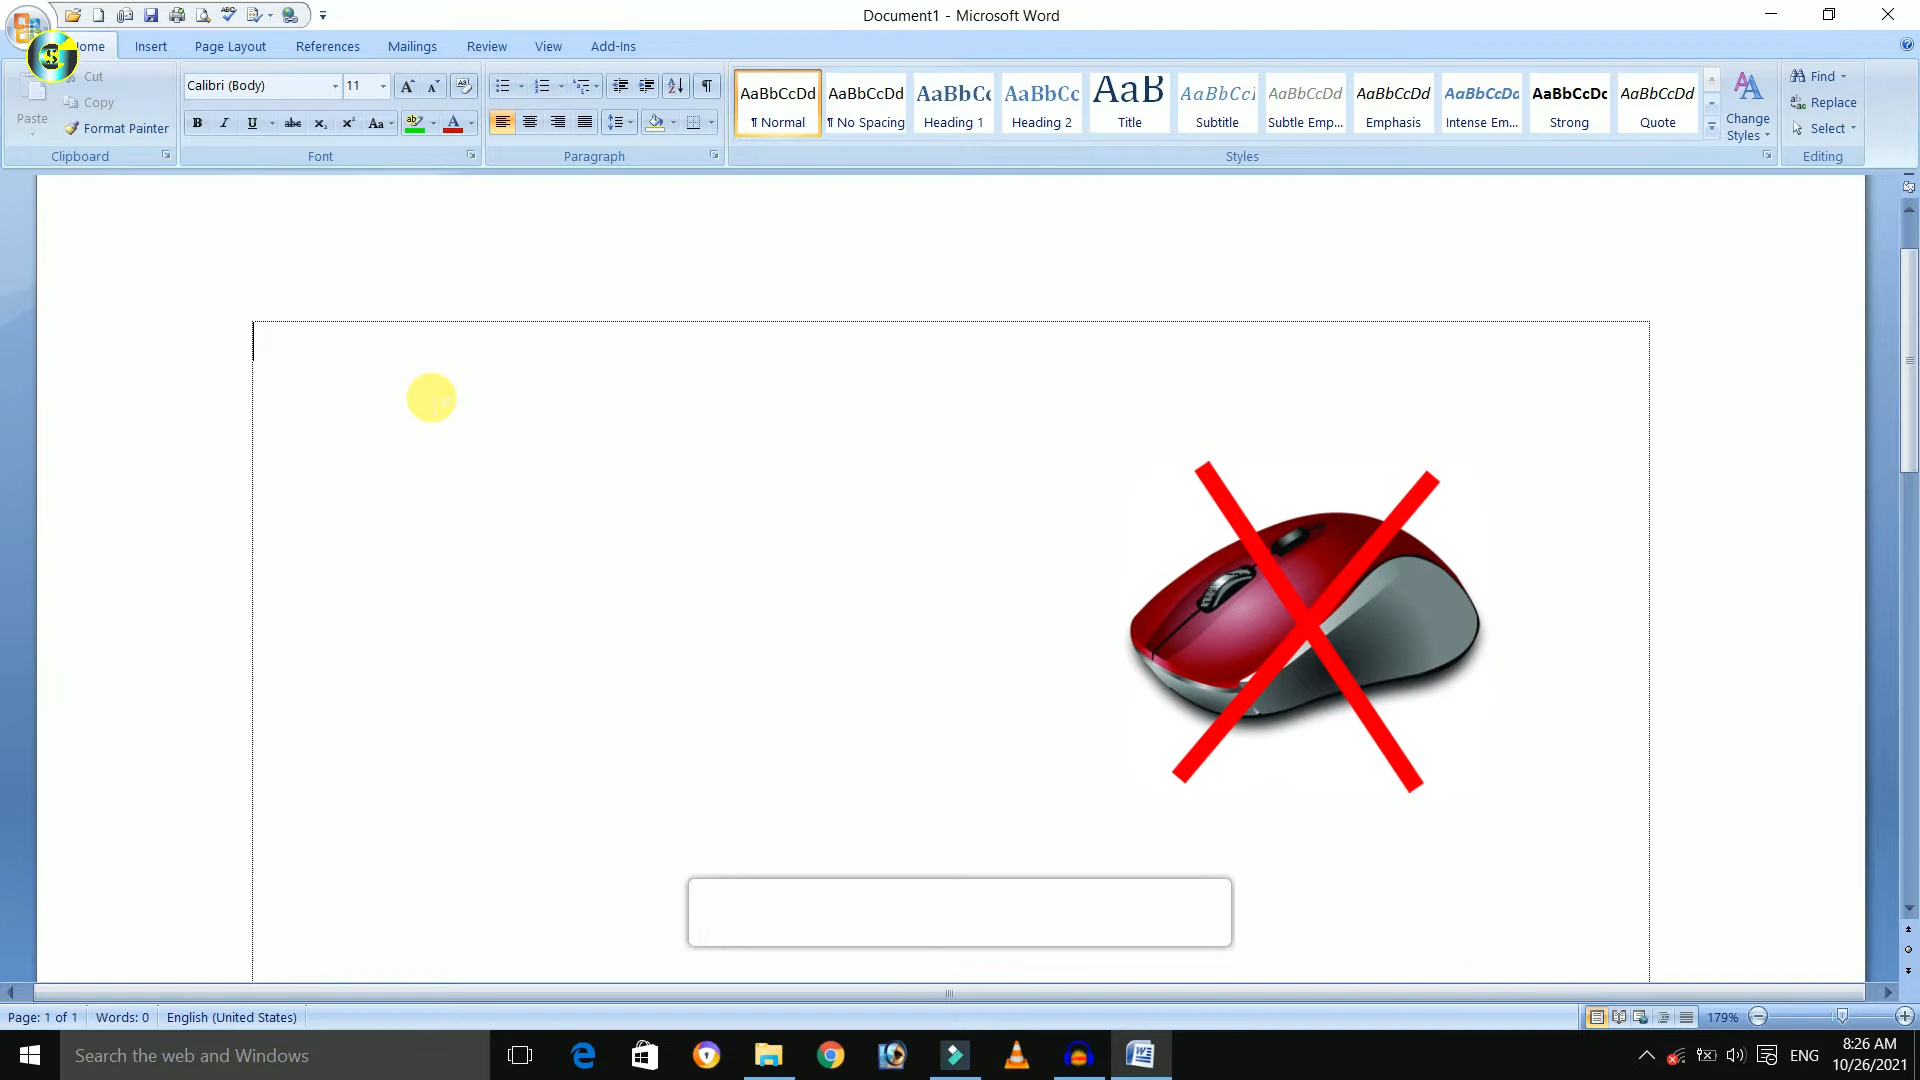 Document1 - Microsoft Word
Home Insert Page Layout References Mailings Review View Add-Ins
Paste
Cut
Copy
Format Painter
Clipboard
Calibri (Body) 11
Font
Paragraph
AaBbCcDd AaBbCcDd AaBbCc AaBbCc AaB AaBbCc AaBbCcDd AaBbCcDd AaBbCcDd AaBbCcDc AaBbCcDd
¶ Normal ¶ No Spacing Heading 1 Heading 2 Title Subtitle Subtle Emp... Emphasis Intense Em... Strong Quote
Styles
Change
Styles
Find
Replace
Select
Editing
Page: 1 of 1 Words: 0 English (United States) 179%
Search the web and Windows
ENG
8:26 AM
10/26/2021